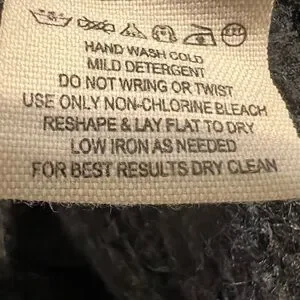 HAND WASH COLD
MILD DETERGENT
DO NOT WRING OR TWIST
USE ONLY NON-CHLORINE BLEACH
RESHAPE & LAY FLAT TO DRY
LOW IRON AS NEEDED
FOR BEST RESULTS DRY CLEAN